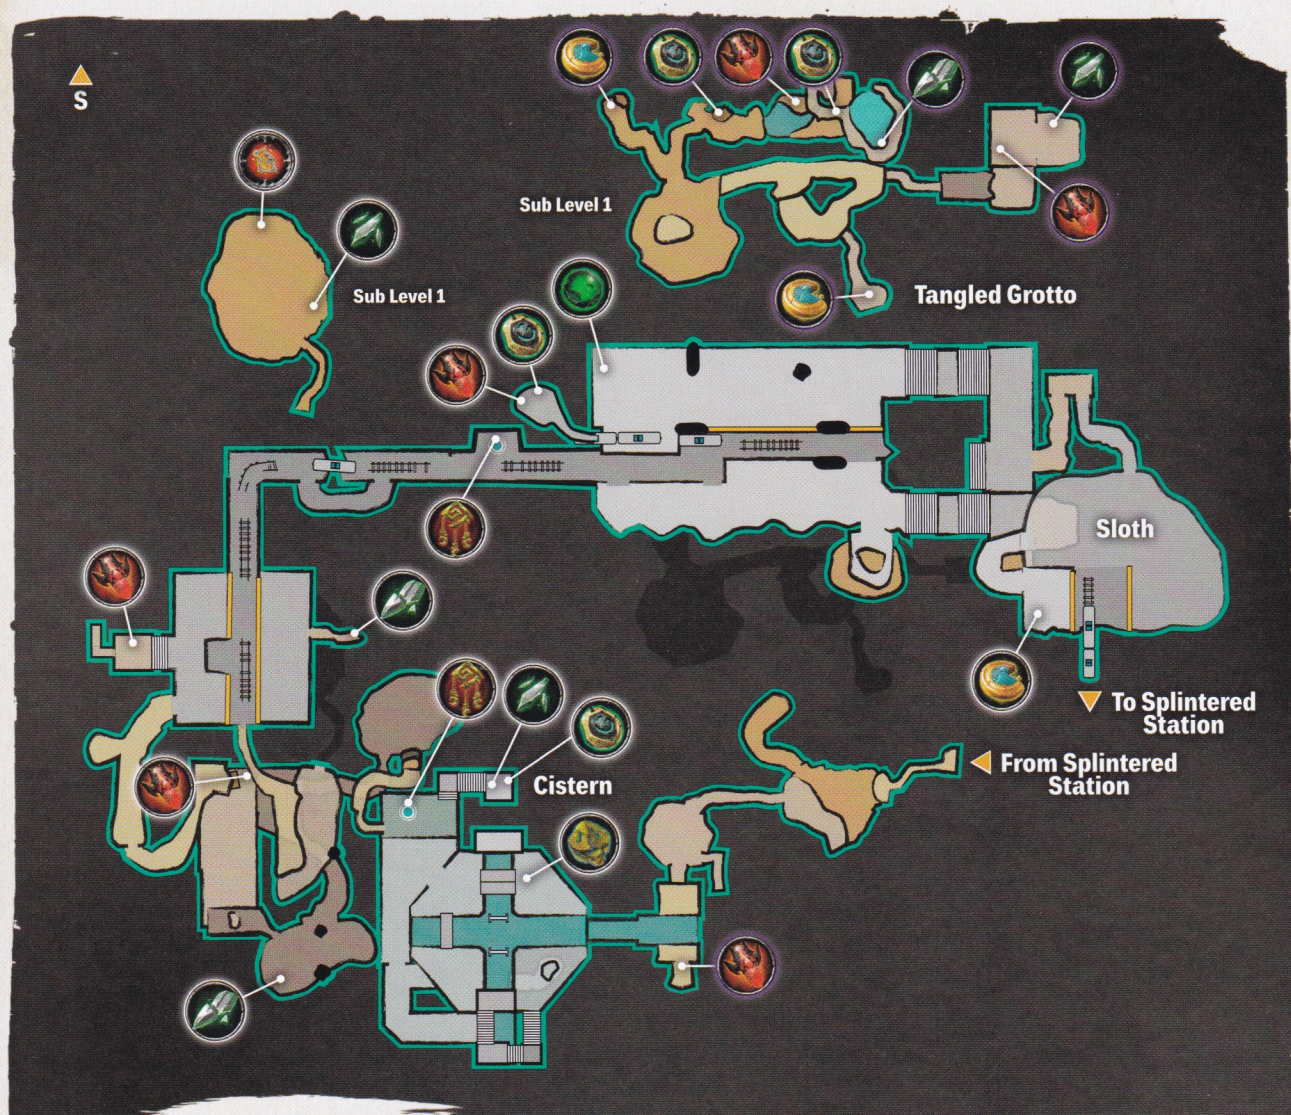 S
Sub Level 1
Sub Level 1
Tangled Grotto
Sloth
To Splintered
Station
From Splintered
Station
Cistern